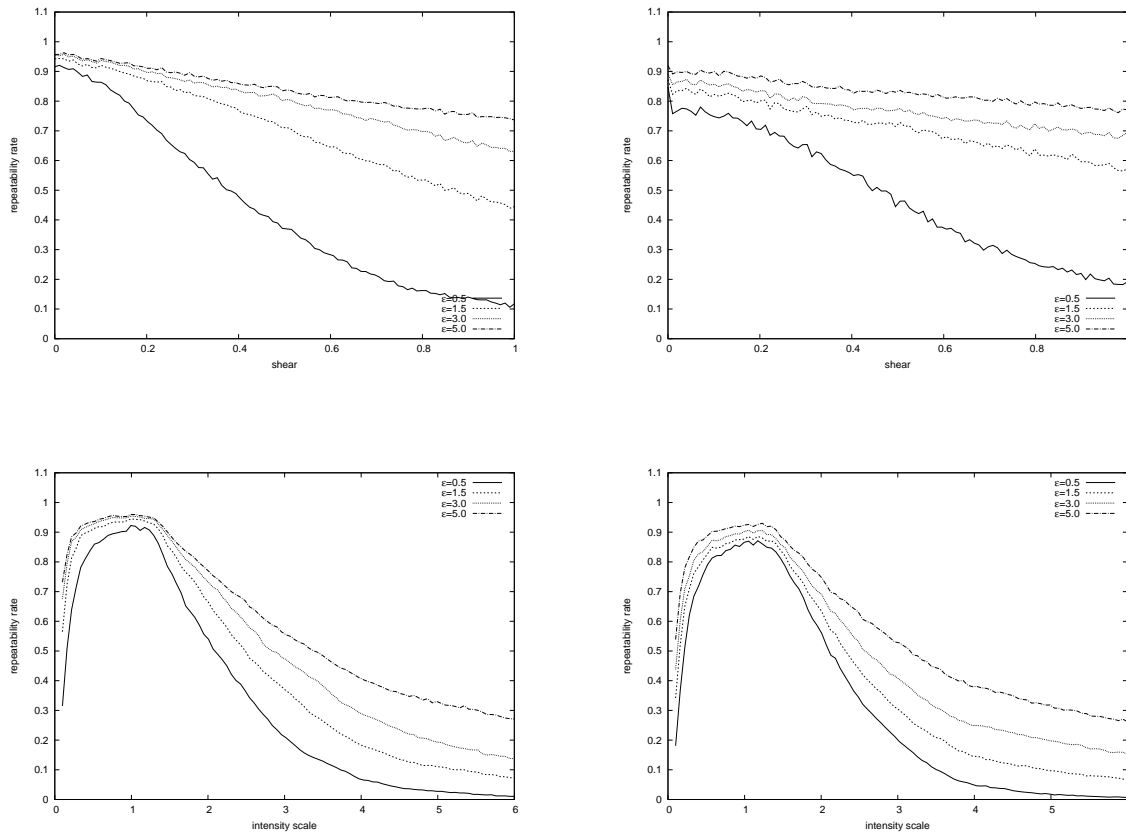 1.1
1
0.9
0.8
0.7
0.6
0.5
0.4
0.3
0.2
0.1
0
repeatability rate
0 0.2 0.4 0.6 0.8 1
shear
ε=0.5
ε=1.5
ε=3.0
ε=5.0
1.1
1
0.9
0.8
0.7
0.6
0.5
0.4
0.3
0.2
0.1
0
repeatability rate
0 0.2 0.4 0.6 0.8
shear
ε=0.5
ε=1.5
ε=3.0
ε=5.0
1.1
1
0.9
0.8
0.7
0.6
0.5
0.4
0.3
0.2
0.1
0
repeatability rate
ε=0.5
ε=1.5
ε=3.0
ε=5.0
0 1 2 3 4 5 6
intensity scale
1.1
1
0.9
0.8
0.7
0.6
0.5
0.4
0.3
0.2
0.1
0
repeatability rate
ε=0.5
ε=1.5
ε=3.0
ε=5.0
0 1 2 3 4 5
intensity scale